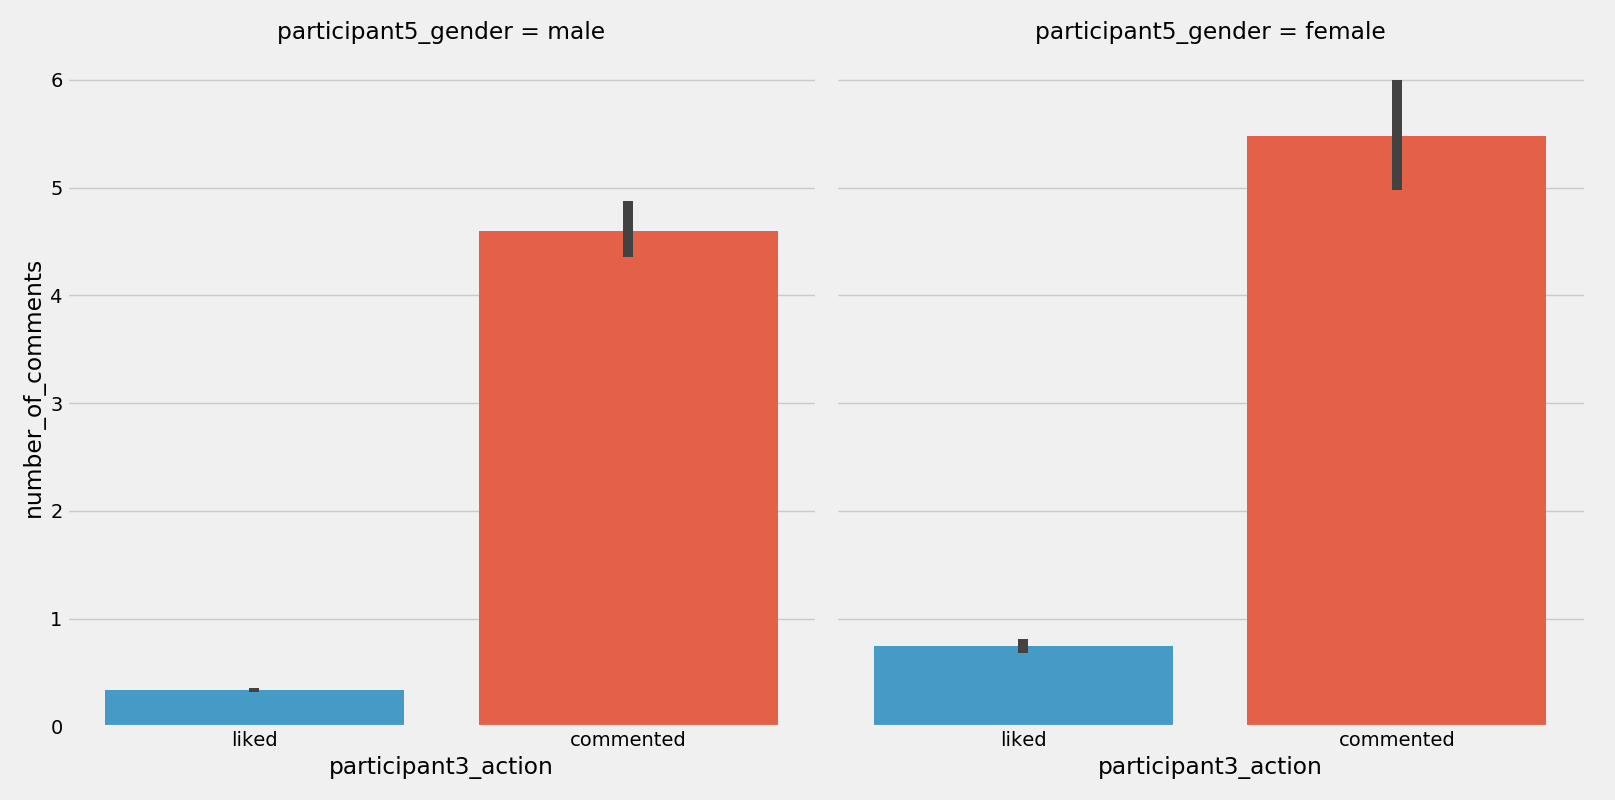 participant5_gender = male
participant5_gender = female
number_of_comments
6
5
4
3
2
1
0
liked
commented
liked
commented
participant3_action
participant3_action